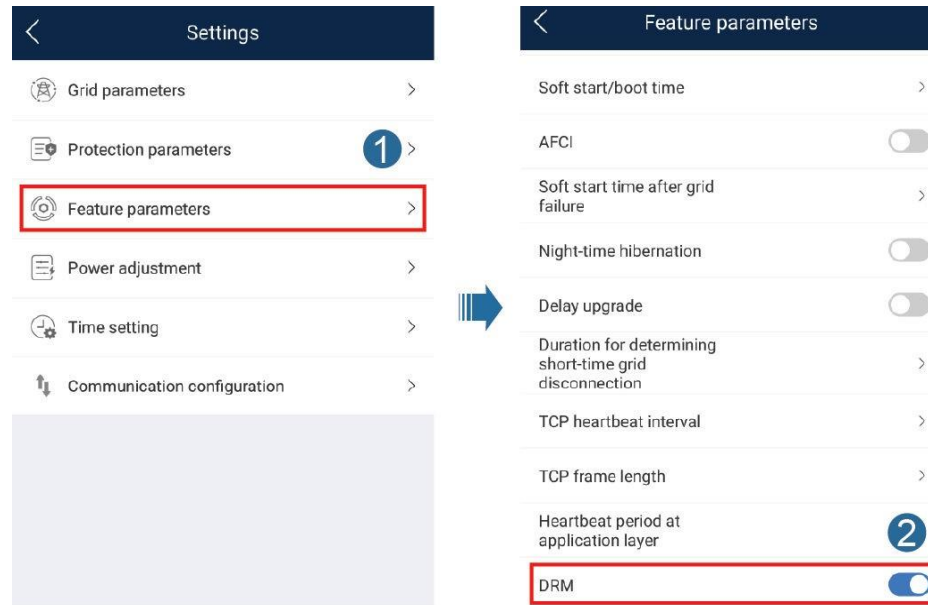 Settings
Grid parameters
Protection parameters
1
Feature parameters
Power adjustment
Time setting
Communication configuration
Feature parameters
Soft start/boot time
AFCI
Soft start time after grid
failure
Night-time hibernation
Delay upgrade
Duration for determining
short-time grid
disconnection
TCP heartbeat interval
TCP frame length
Heartbeat period at
application layer
2
DRM